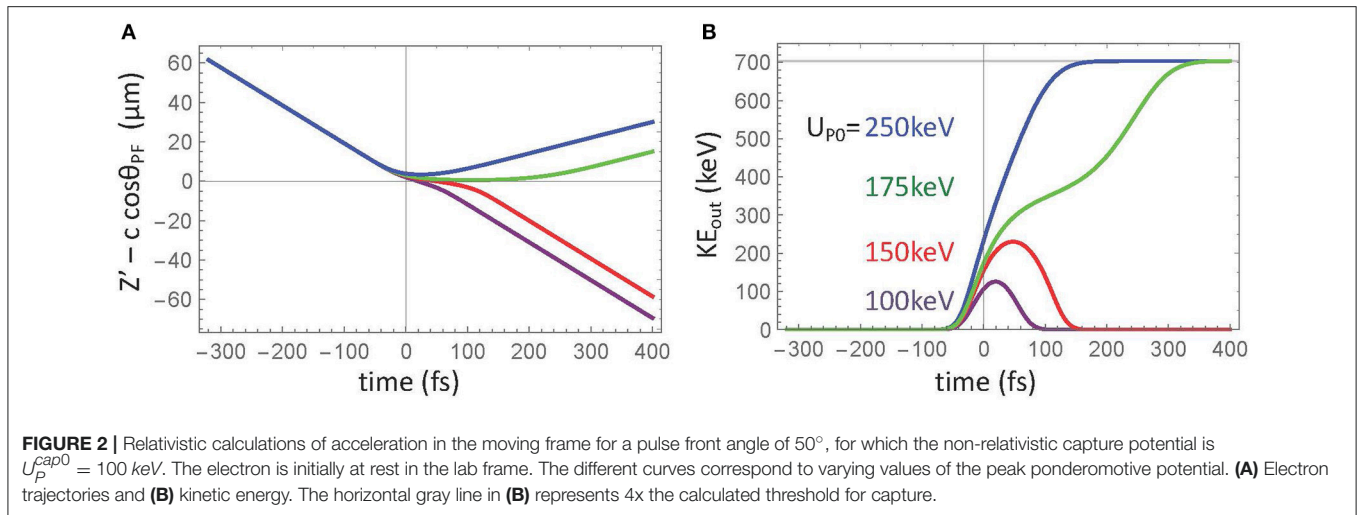 A
Z' − c cosθPF (μm)
60
40
20
0
−20
−40
−60
−300 −200 −100 0 100 200 300 400
time (fs)
B
KEout (keV)
700
600
500
400
300
200
100
0
UP0= 250keV
175keV
150keV
100keV
−300 −200 −100 0 100 200 300 400
time (fs)
FIGURE 2 | Relativistic calculations of acceleration in the moving frame for a pulse front angle of 50°, for which the non-relativistic capture potential is
U_P^cap0 = 100 keV. The electron is initially at rest in the lab frame. The different curves correspond to varying values of the peak ponderomotive potential. (A) Electron
trajectories and (B) kinetic energy. The horizontal gray line in (B) represents 4x the calculated threshold for capture.